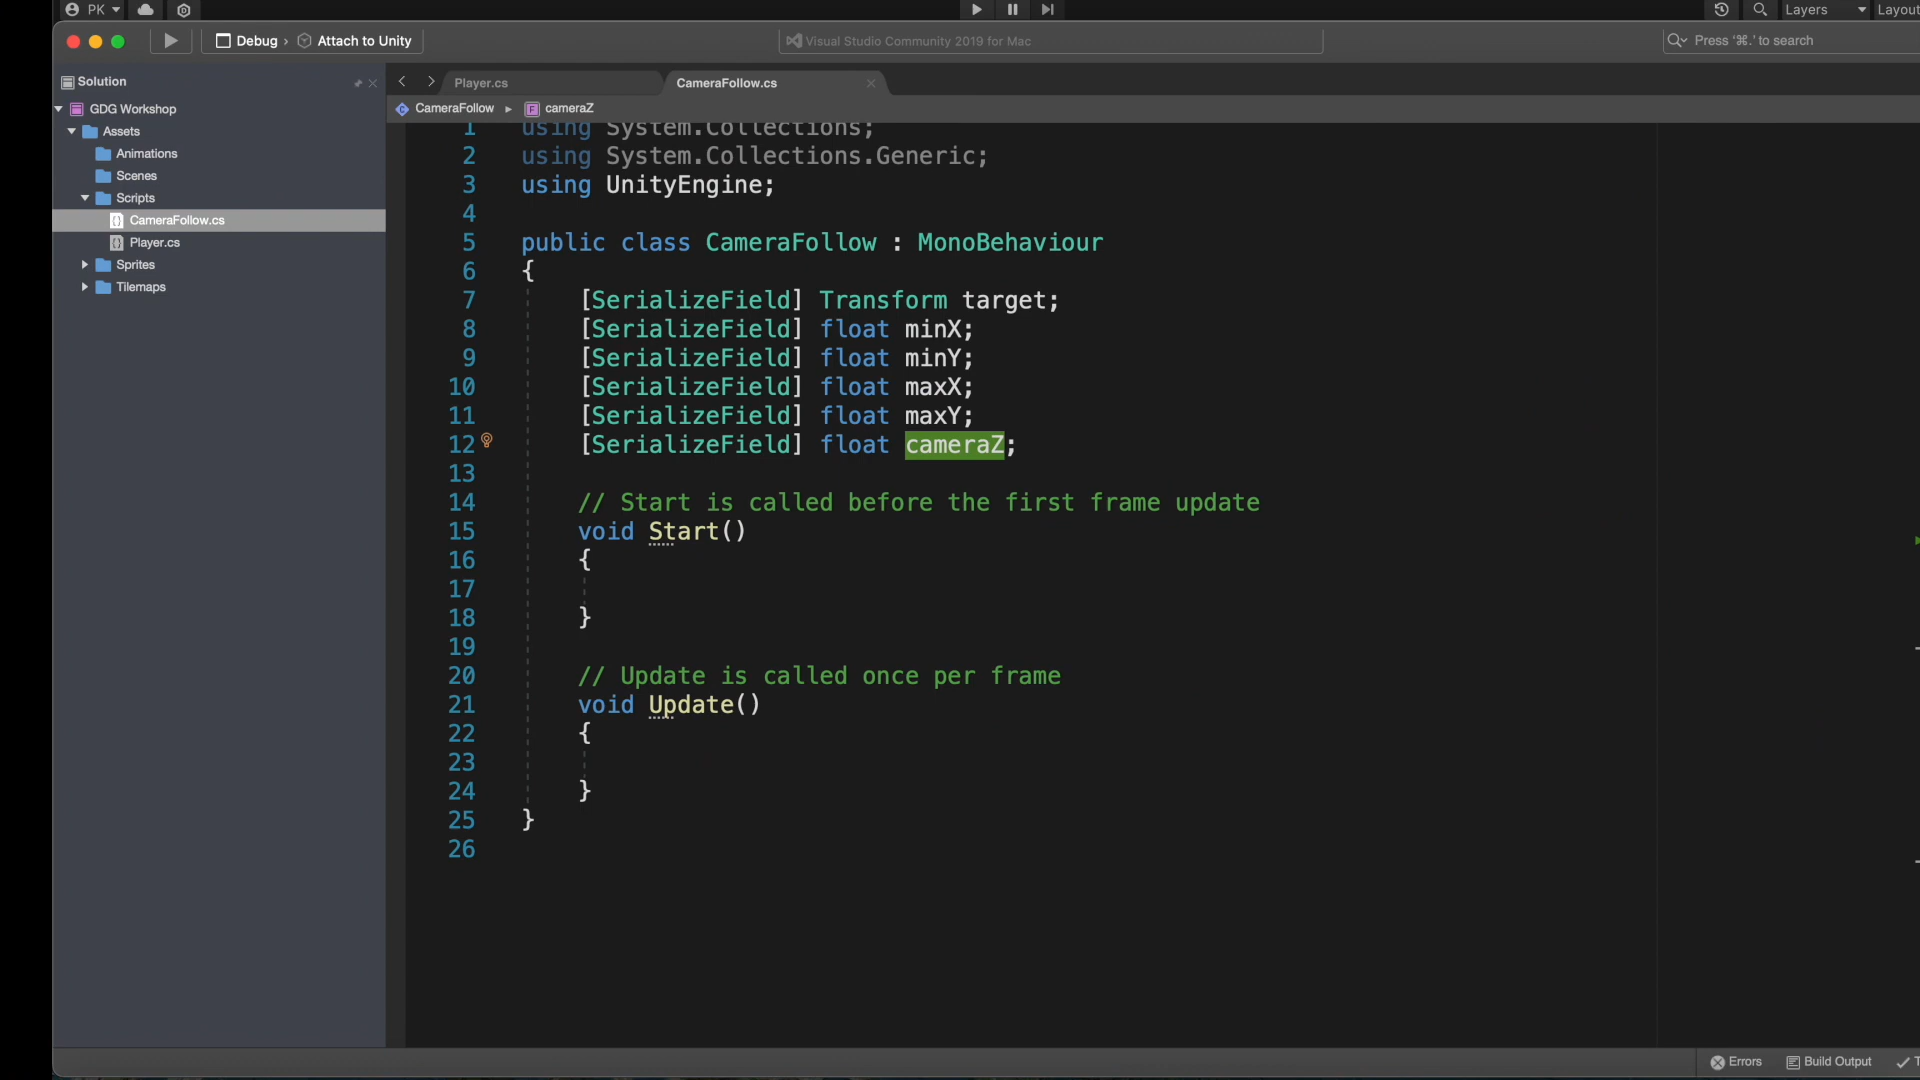 PK
Layers
Layout
Debug › Attach to Unity
Visual Studio Community 2019 for Mac
Press '⌘.' to search
Solution
Player.cs
CameraFollow.cs
GDG Workshop
CameraFollow ▸ cameraZ
Assets
Animations
Scenes
Scripts
CameraFollow.cs
Player.cs
Sprites
Tilemaps
1 using System.Collections;
2 using System.Collections.Generic;
3 using UnityEngine;
4
5 public class CameraFollow : MonoBehaviour
6 {
7 [SerializeField] Transform target;
8 [SerializeField] float minX;
9 [SerializeField] float minY;
10 [SerializeField] float maxX;
11 [SerializeField] float maxY;
12 [SerializeField] float cameraZ;
13
14 // Start is called before the first frame update
15 void Start()
16 {
17
18 }
19
20 // Update is called once per frame
21 void Update()
22 {
23
24 }
25 }
26
Errors
Build Output